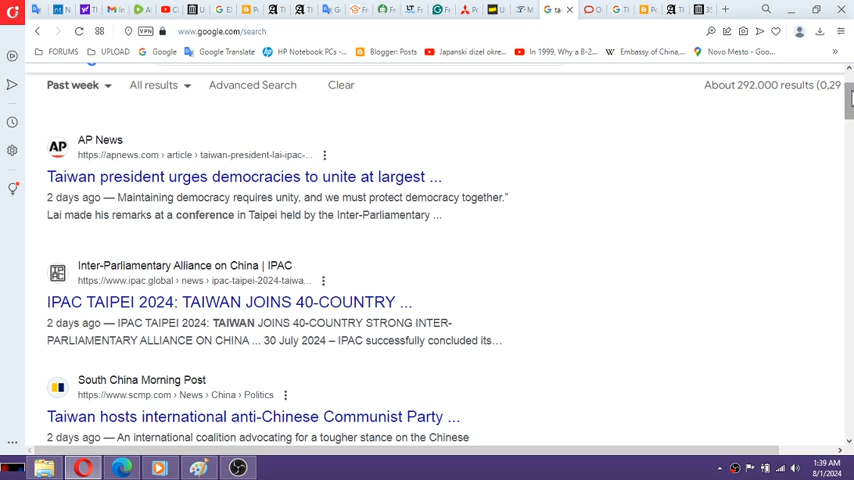 VPN
www.google.com/search
FORUMS
UPLOAD
Google
Google Translate
HP Notebook PC-...
Blogger: Posts
Japanski dizel okre...
In 1999, Why a B-2...
Embassy of China,...
Novo Mesto - Goo...
Past week
All results
Advanced Search
Clear
About 292.000 results (0,29
AP
AP News
https://apnews.com › article › taiwan-president-lai-ipac-...
Taiwan president urges democracies to unite at largest ...
2 days ago — Maintaining democracy requires unity, and we must protect democracy together."
Lai made his remarks at a conference in Taipei held by the Inter-Parliamentary ...
Inter-Parliamentary Alliance on China | IPAC
https://www.ipac.global › news › ipac-taipei-2024-taiwa...
IPAC TAIPEI 2024: TAIWAN JOINS 40-COUNTRY ...
2 days ago — IPAC TAIPEI 2024: TAIWAN JOINS 40-COUNTRY STRONG INTER-
PARLIAMENTARY ALLIANCE ON CHINA ... 30 July 2024 – IPAC successfully concluded its...
South China Morning Post
https://www.scmp.com › News › China › Politics
Taiwan hosts international anti-Chinese Communist Party ...
2 days ago — An international coalition advocating for a tougher stance on the Chinese
1:39 AM
8/1/2024